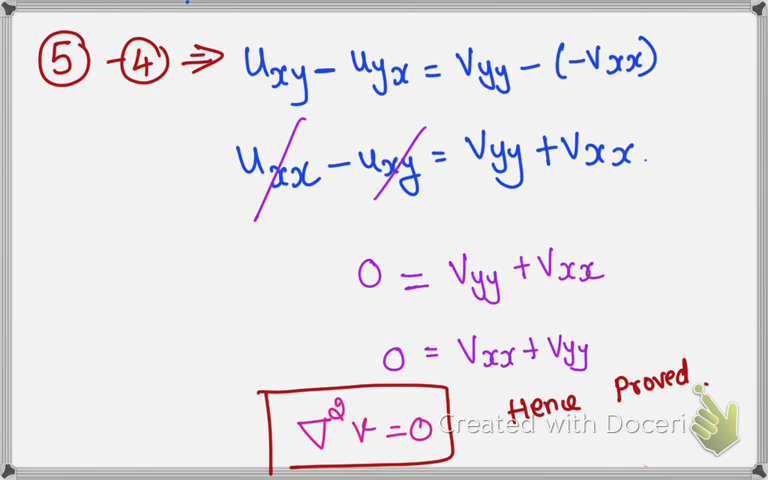 ⑤ - ④ ⇒ Uxy - Uyx = Vyy - (-Vxx)
Uxx - Uxy = Vyy + Vxx.
0 = Vyy + Vxx
0 = Vxx + Vyy
∇²V = 0 Hence Proved.
Created with Doceri